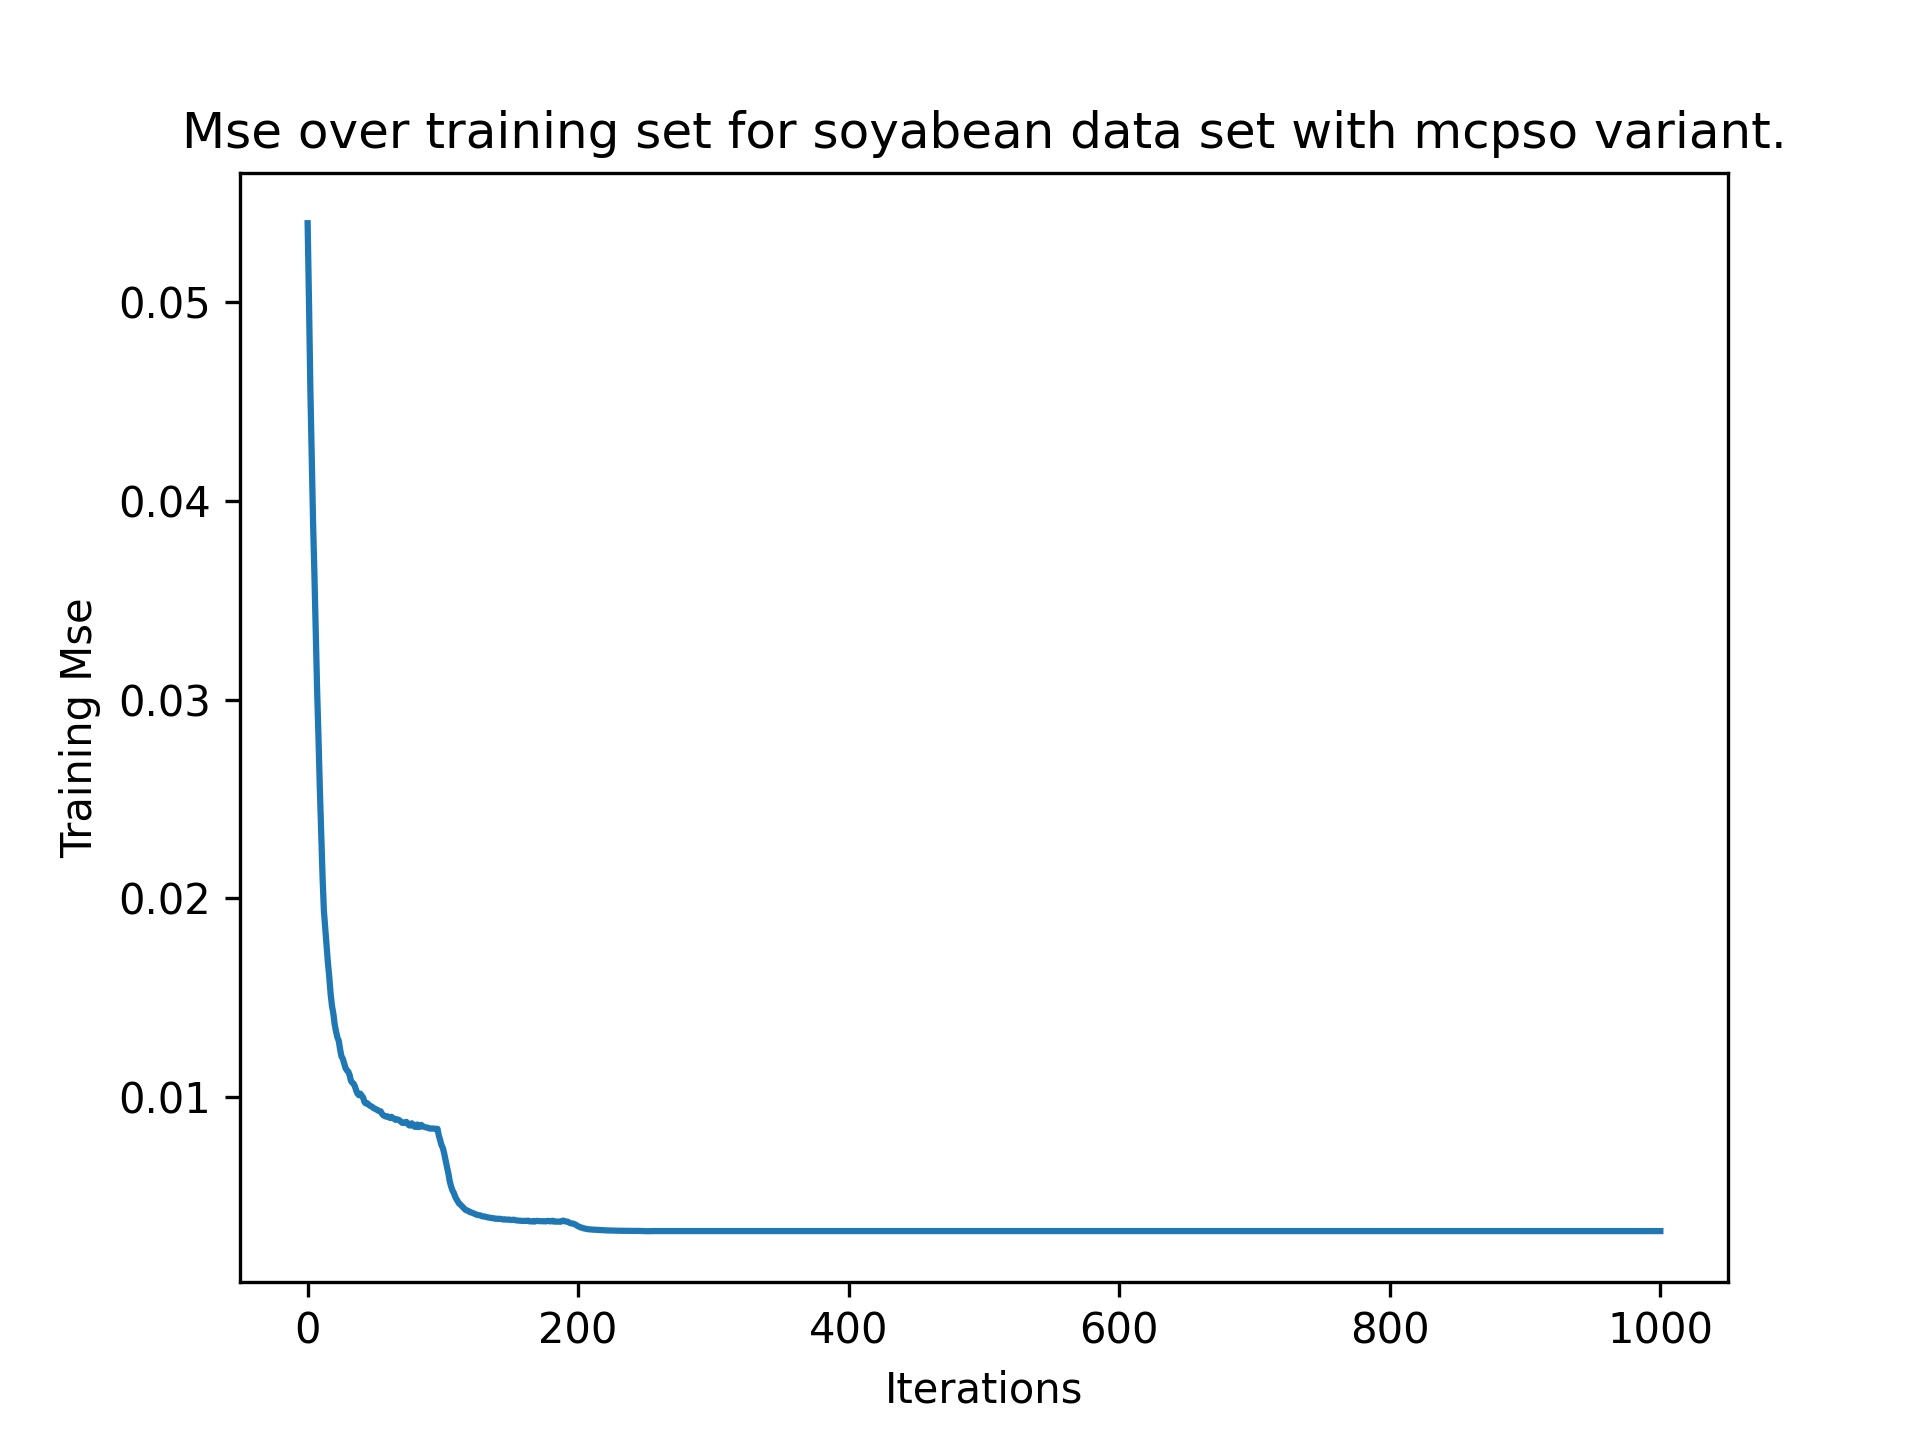 Mse over training set for soyabean data set with mcpso variant.
0.05
0.04
0.03
0.02
0.01
Training Mse
0 200 400 600 800 1000
Iterations